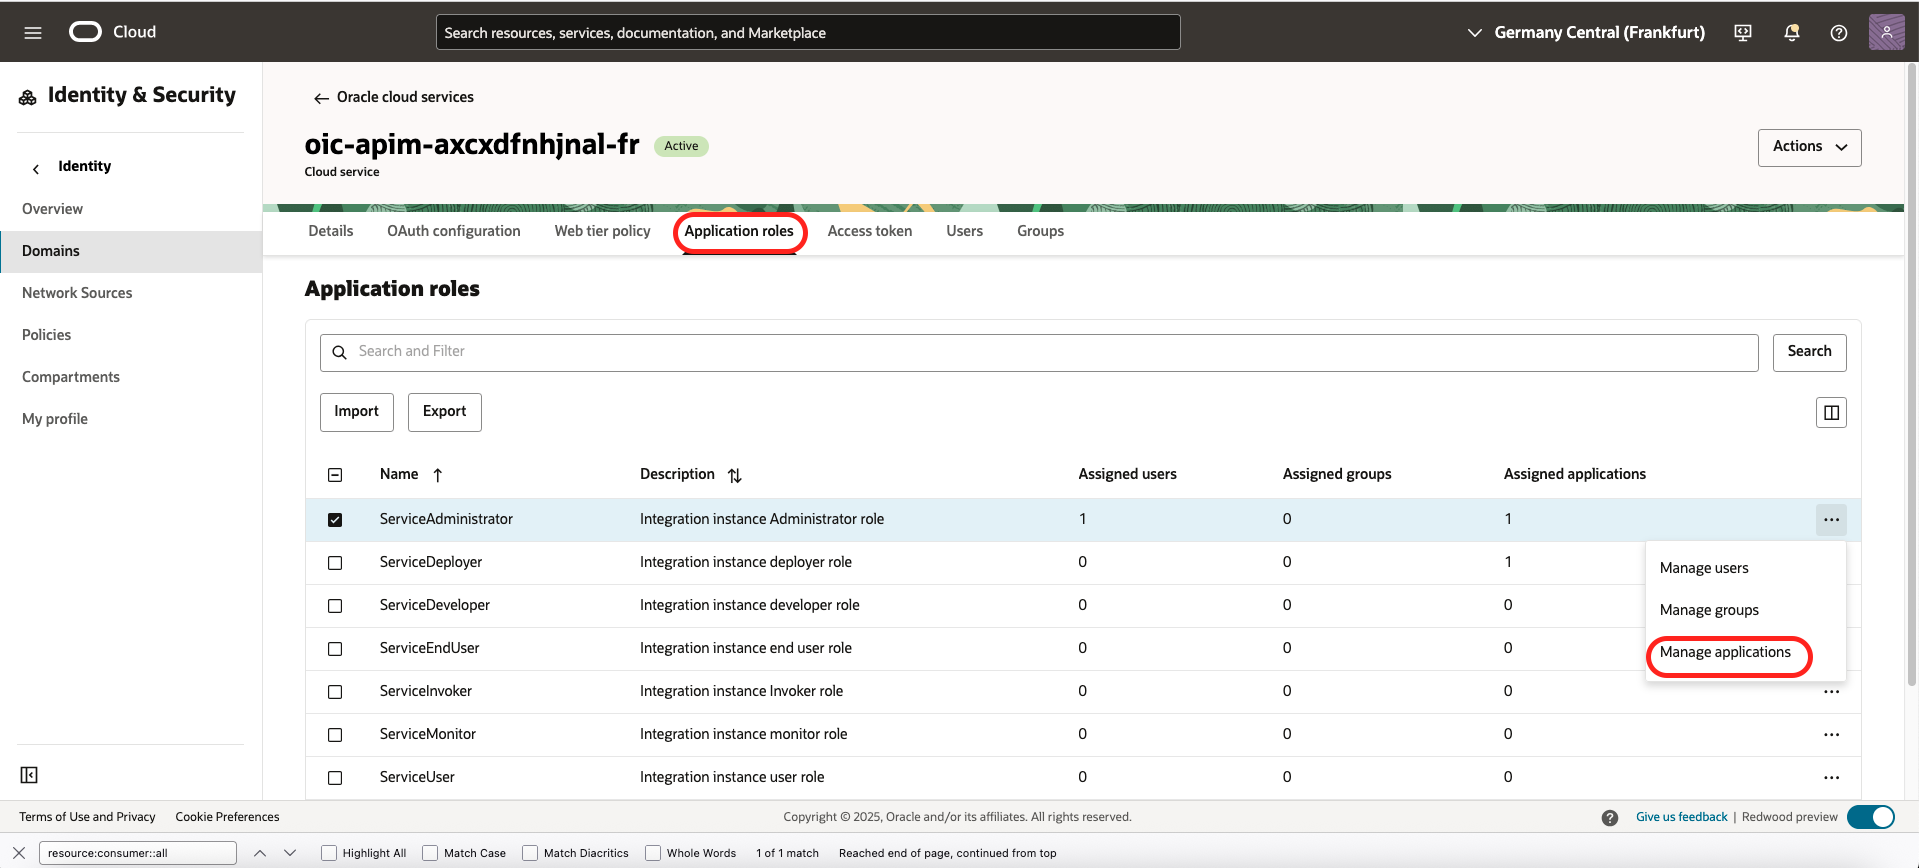 Cloud
Search resources, services, documentation, and Marketplace
Germany Central (Frankfurt)
Identity & Security
Identity
Overview
Domains
Network Sources
Policies
Compartments
My profile
Oracle cloud services
oic-apim-axcxdfnhjnal-fr Active
Cloud service
Actions
Details OAuth configuration Web tier policy Application roles Access token Users Groups
Application roles
Search and Filter Search
Import Export
Name Description Assigned users Assigned groups Assigned applications
ServiceAdministrator Integration instance Administrator role 1 0 1
ServiceDeployer Integration instance deployer role 0 0 1
ServiceDeveloper Integration instance developer role 0 0 0
ServiceEndUser Integration instance end user role 0 0 0
ServiceInvoker Integration instance Invoker role 0 0 0
ServiceMonitor Integration instance monitor role 0 0 0
ServiceUser Integration instance user role 0 0 0
Manage users
Manage groups
Manage applications
Terms of Use and Privacy Cookie Preferences Copyright © 2025, Oracle and/or its affiliates. All rights reserved. Give us feedback | Redwood preview
resource:consumer::all Highlight All Match Case Match Diacritics Whole Words 1 of 1 match Reached end of page, continued from top